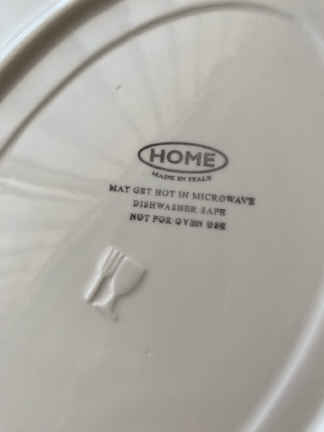 HOME
MADE IN ITALY
MAY GET HOT IN MICROWAVE
DISHWASHER SAFE
NOT FOR OVEN USE